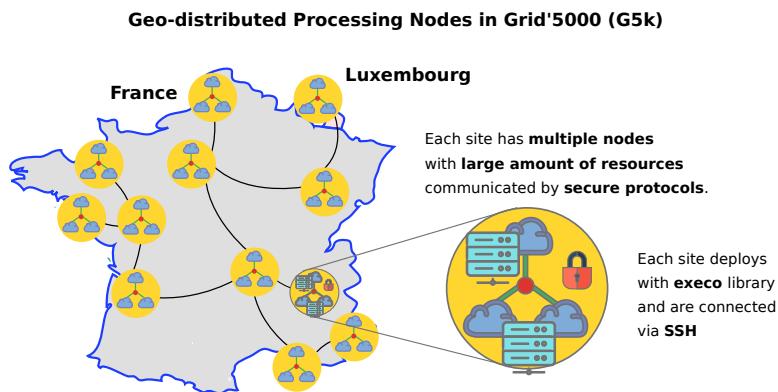 Geo-distributed Processing Nodes in Grid'5000 (G5k)
Luxembourg
France
Each site has multiple nodes
with large amount of resources
communicated by secure protocols.
Each site deploys
with execo library
and are connected
via SSH